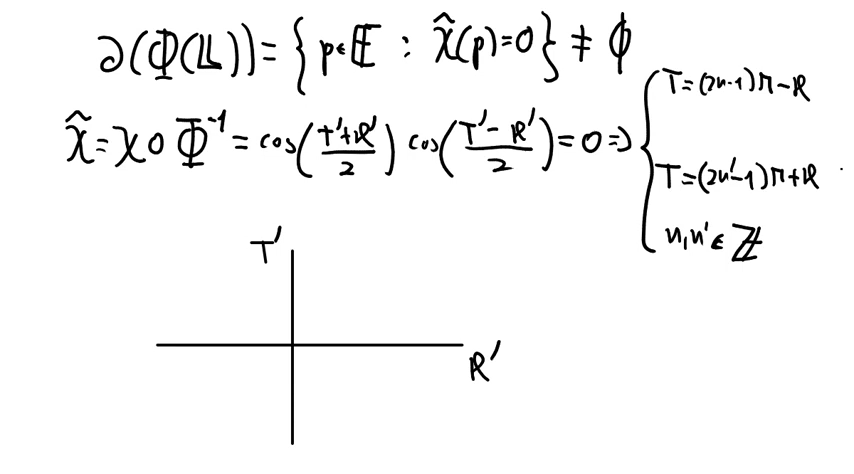 ∂(Φ(𝕃)) = { p ∈ 𝔼 : χ̂(p) = 0 } ≠ ϕ
χ̂ = χ ∘ Φ⁻¹ = cos((T'+R')/2) cos((T'-R')/2) = 0 ⇒ {
T = (2n-1)π - R
T = (2n'-1)π + R
n, n' ∈ ℤ
T'
R'